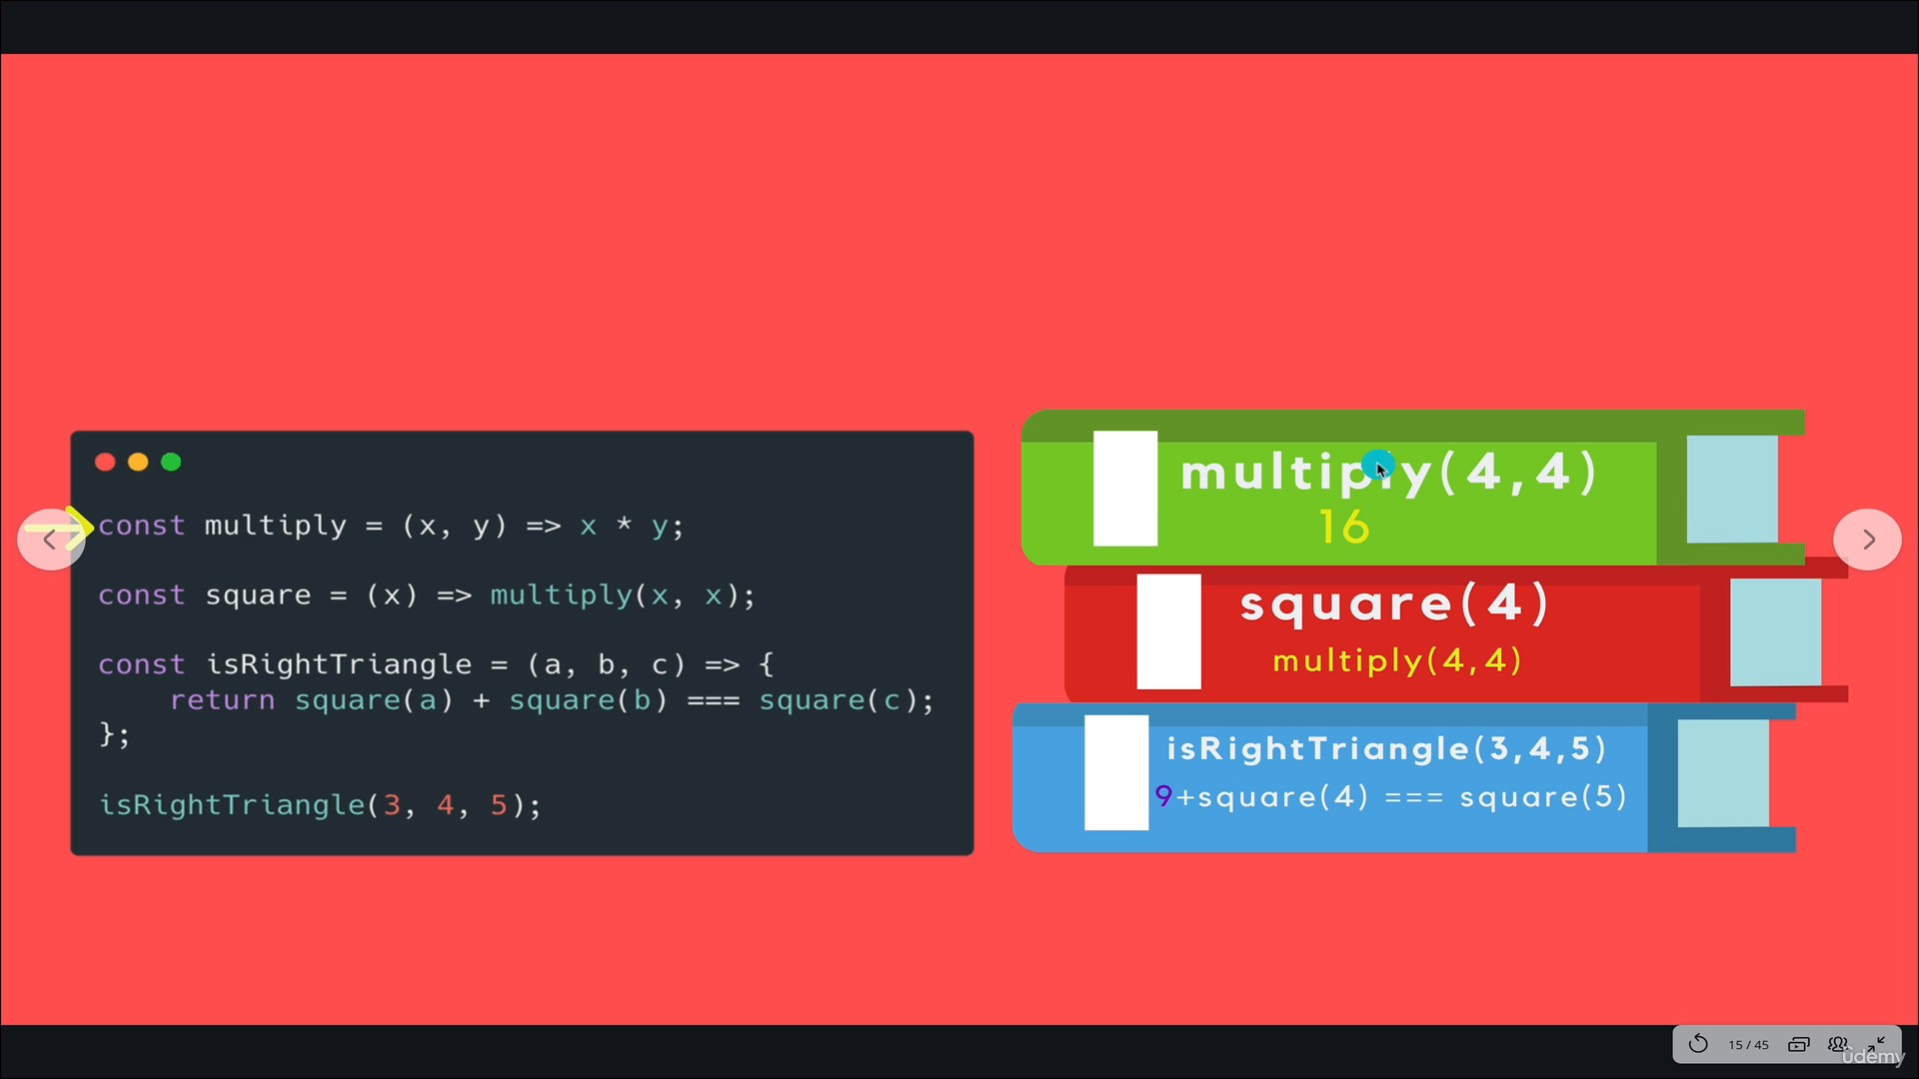 const multiply = (x, y) => x * y;
const square = (x) => multiply(x, x);
const isRightTriangle = (a, b, c) => {
    return square(a) + square(b) === square(c);
};
isRightTriangle(3, 4, 5);
multiply(4,4)
16
square(4)
multiply(4,4)
isRightTriangle(3,4,5)
9+square(4) === square(5)
15 / 45
ûdemy